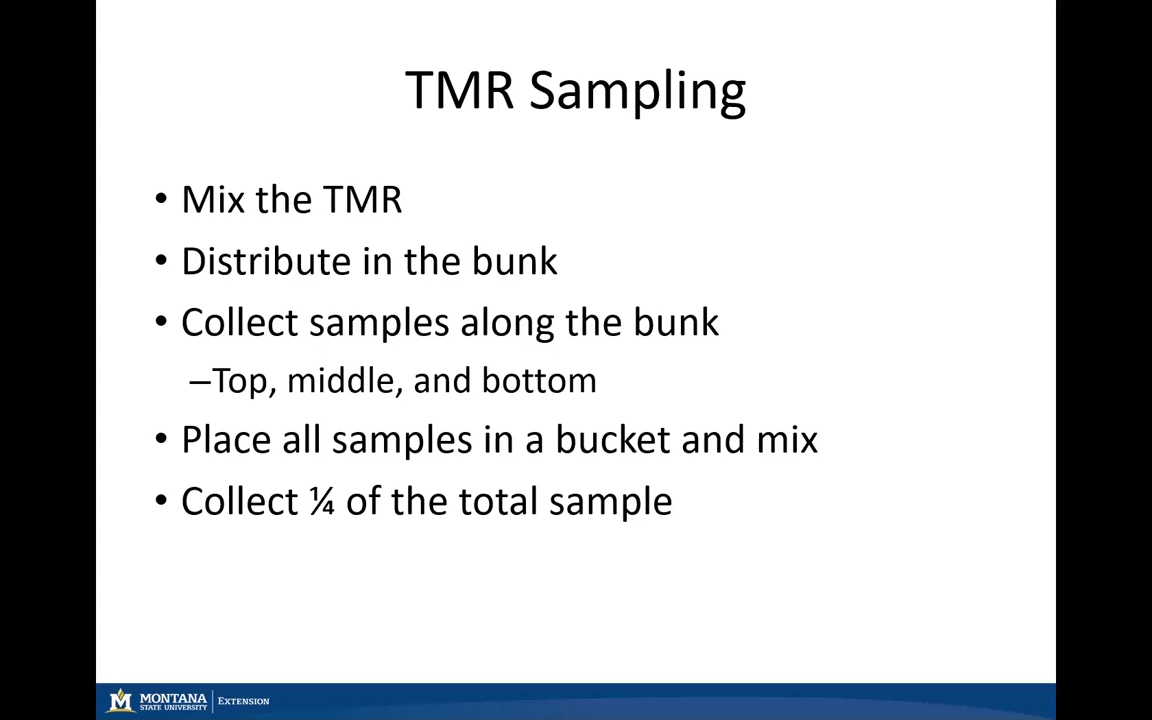 TMR Sampling
• Mix the TMR
• Distribute in the bunk
• Collect samples along the bunk
–Top, middle, and bottom
• Place all samples in a bucket and mix
• Collect ¼ of the total sample
M MONTANA
STATE UNIVERSITY
EXTENSION